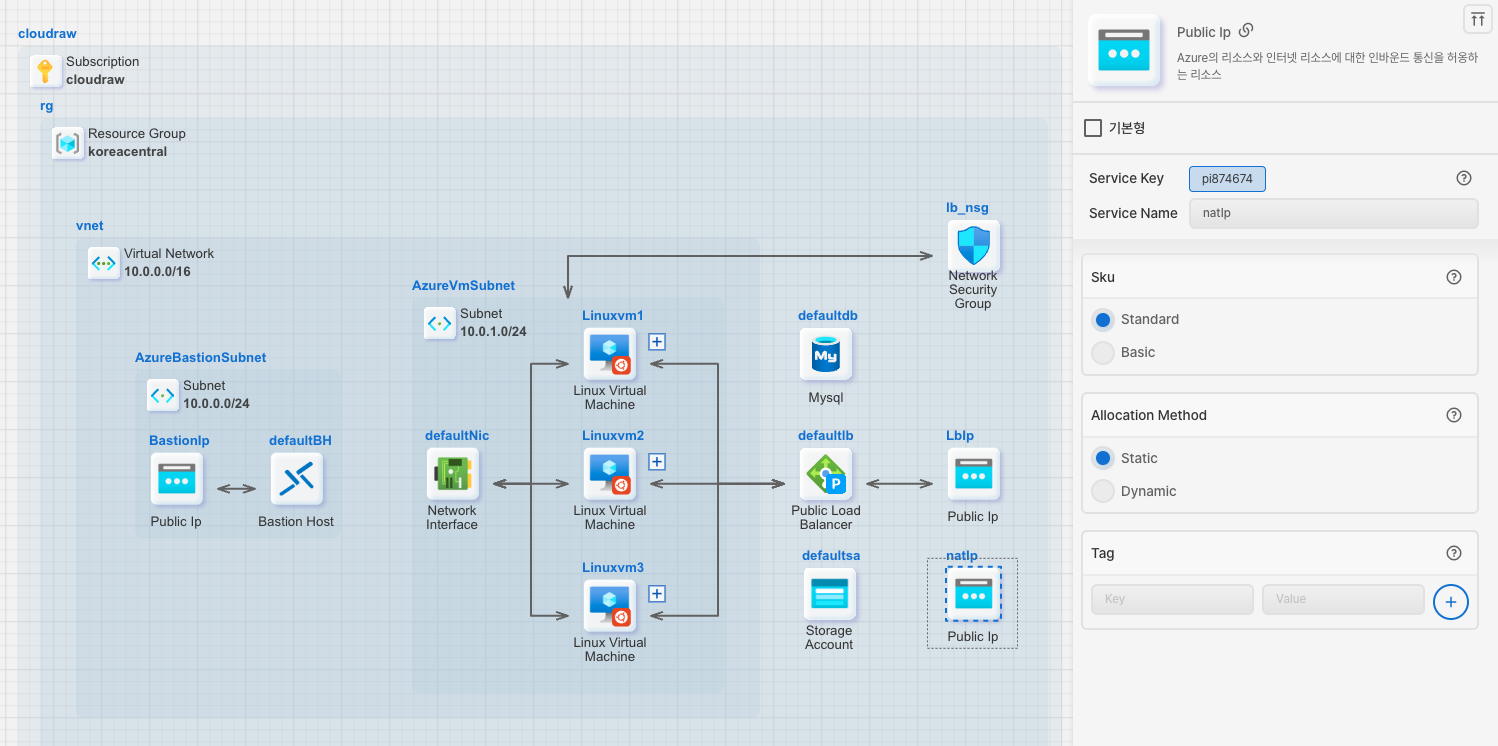 cloudraw
Subscription
cloudraw
rg
Resource Group
koreacentral
vnet
Virtual Network
10.0.0.0/16
lb_nsg
Network
Security
Group
AzureVmSubnet
Subnet
10.0.1.0/24
Linuxvm1
Linux Virtual
Machine
defaultdb
My
Mysql
AzureBastionSubnet
Subnet
10.0.0.0/24
BastionIp
Public Ip
defaultBH
Bastion Host
defaultNic
Network
Interface
Linuxvm2
Linux Virtual
Machine
defaultlb
P
Public Load
Balancer
LbIp
Public Ip
Linuxvm3
Linux Virtual
Machine
defaultsa
Storage
Account
natIp
Public Ip
Public Ip
Azure의 리소스와 인터넷 리소스에 대한 인바운드 통신을 허용하
는 리소스
기본형
Service Key
pi874674
?
Service Name
natIp
Sku
?
Standard
Basic
Allocation Method
?
Static
Dynamic
Tag
?
Key
Value
+